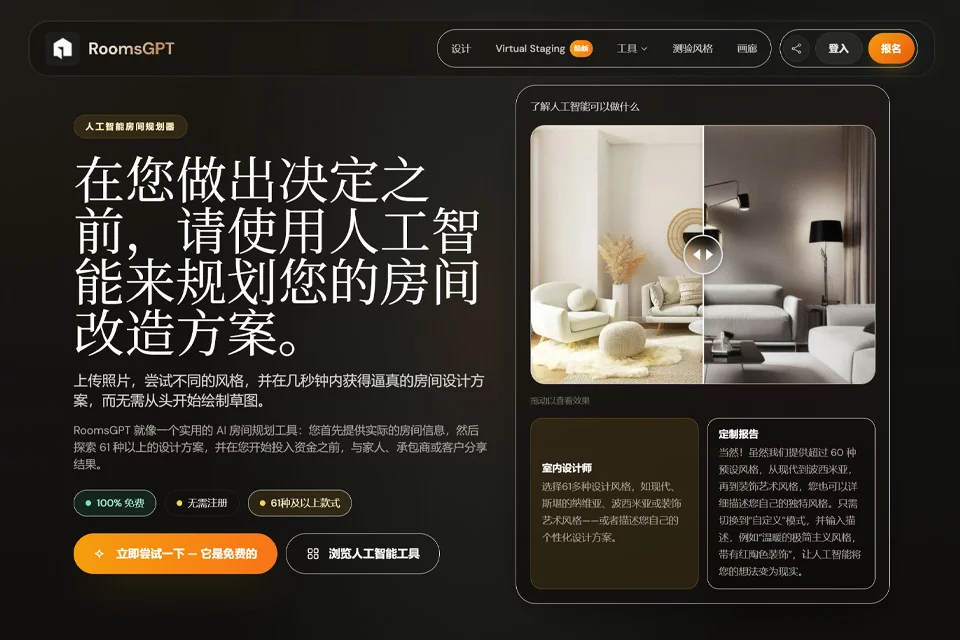 RoomsGPT
设计
Virtual Staging 最新
工具
测验风格
画廊
登入
报名
人工智能房间规划器
在您做出决定之
前，请使用人工智
能来规划您的房间
改造方案。
上传照片，尝试不同的风格，并在几秒钟内获得逼真的房间设计方
案，而无需从头开始绘制草图。
RoomsGPT 就像一个实用的 AI 房间规划工具：您首先提供实际的房间信息，然后
探索 61 种以上的设计方案，并在您开始投入资金之前，与家人、承包商或客户分享
结果。
100% 免费
无需注册
61种及以上款式
立即尝试一下 — 它是免费的
浏览人工智能工具
了解人工智能可以做什么
拖动以查看效果
室内设计师
选择61多种设计风格，如现代、
斯堪的纳维亚、波西米亚或装饰
艺术风格——或者描述您自己的
个性化设计方案。
定制报告
当然！虽然我们提供超过 60 种
预设风格，从现代到波西米亚，
再到装饰艺术风格，您也可以详
细描述您自己的独特风格。只需
切换到“自定义”模式，并输入描
述，例如“温暖的极简主义风格，
带有红陶色装饰”，让人工智能将
您的想法变为现实。